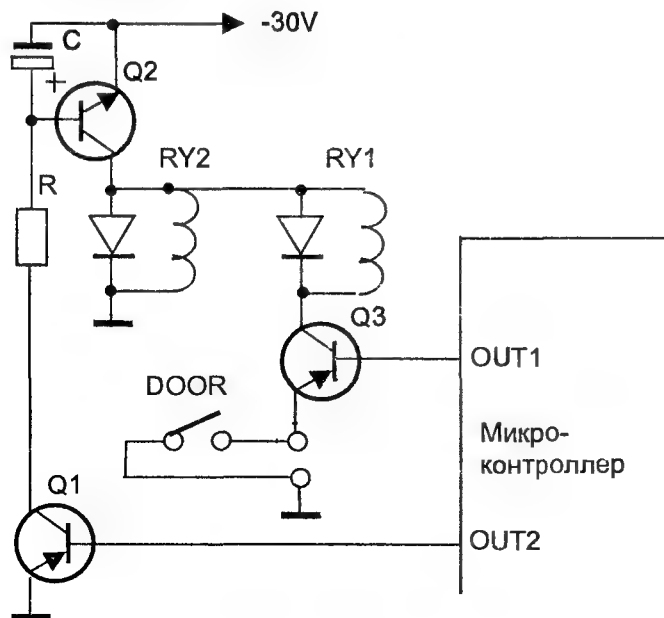 -30V
C
+
Q2
RY2
RY1
R
Q3
OUT1
DOOR
Микро-
контроллер
Q1
OUT2